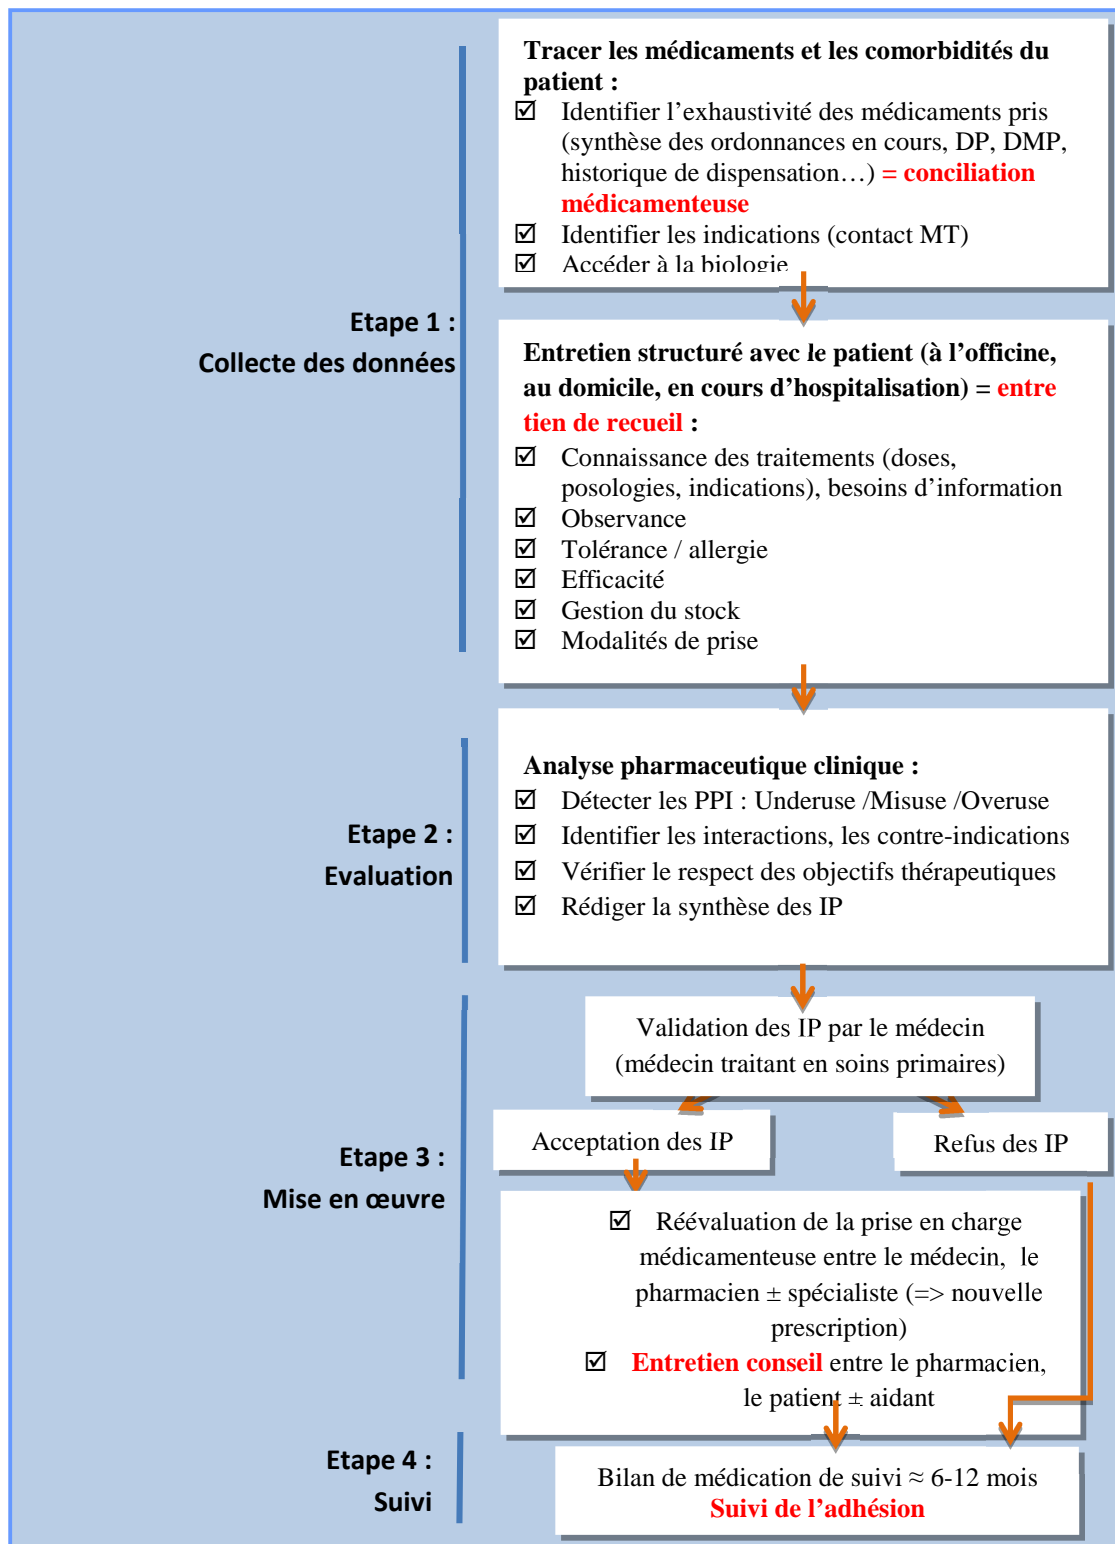 Tracer les médicaments et les comorbidités du
patient :
☑ Identifier l'exhaustivité des médicaments pris
(synthèse des ordonnances en cours, DP, DMP,
historique de dispensation…) = conciliation
médicamenteuse
☑ Identifier les indications (contact MT)
☑ Accéder à la biologie
Etape 1 :
Collecte des données
Entretien structuré avec le patient (à l'officine,
au domicile, en cours d'hospitalisation) = entre
tien de recueil :
☑ Connaissance des traitements (doses,
posologies, indications), besoins d'information
☑ Observance
☑ Tolérance / allergie
☑ Efficacité
☑ Gestion du stock
☑ Modalités de prise
Etape 2 :
Evaluation
Analyse pharmaceutique clinique :
☑ Détecter les PPI : Underuse /Misuse /Overuse
☑ Identifier les interactions, les contre-indications
☑ Vérifier le respect des objectifs thérapeutiques
☑ Rédiger la synthèse des IP
Etape 3 :
Mise en œuvre
Validation des IP par le médecin
(médecin traitant en soins primaires)
Acceptation des IP
Refus des IP
☑ Réévaluation de la prise en charge
médicamenteuse entre le médecin, le
pharmacien ± spécialiste (=> nouvelle
prescription)
☑ Entretien conseil entre le pharmacien,
le patient ± aidant
Etape 4 :
Suivi
Bilan de médication de suivi ≈ 6-12 mois
Suivi de l'adhésion